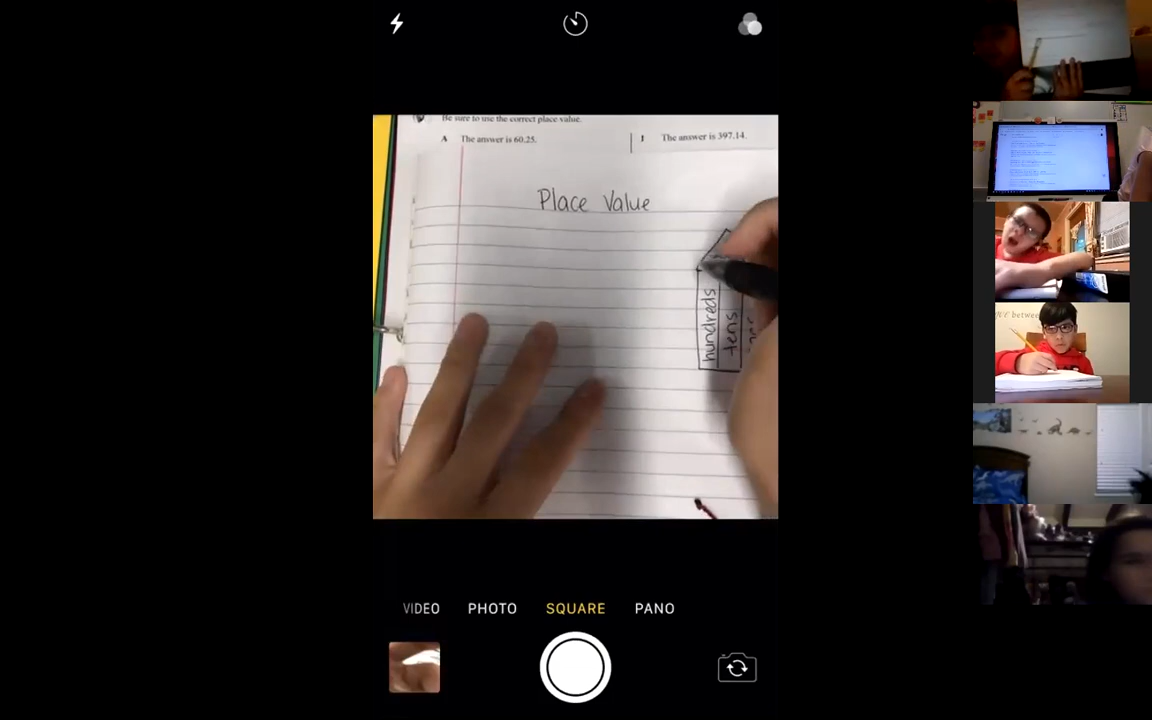 Be sure to use the correct place value.
A The answer is 60.25.
I The answer is 397.14.
Place Value
hundreds
tens
VIDEO PHOTO SQUARE PANO